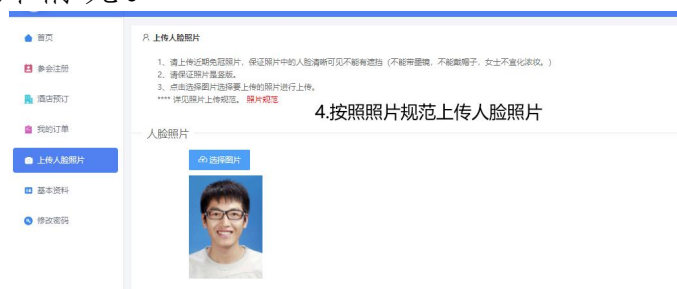 首页
参会注册
酒店预订
我的订单
上传人脸照片
基本资料
修改密码
上传人脸照片
1、请上传近期免冠照片，保证照片中的人脸清晰可见不能有遮挡（不能带墨镜，不能戴帽子，女士不宜化浓妆。）
2、请保证照片是竖版。
3、点击选择图片选择要上传的照片进行上传。
**** 详见照片上传规范。 照片规范
4.按照照片规范上传人脸照片
人脸照片
选择图片